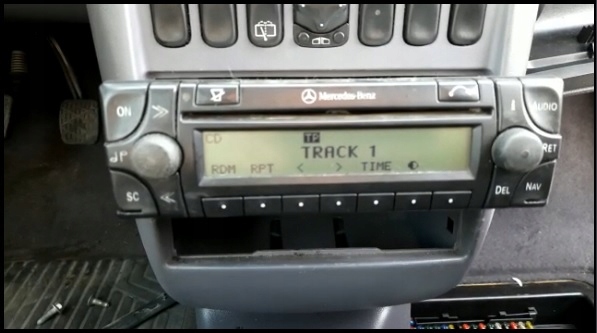 Mercedes-Benz
ON
AUDIO
CD
TP
TRACK 1
RET
RDM RPT < > TIME
SC
DEL
NAV